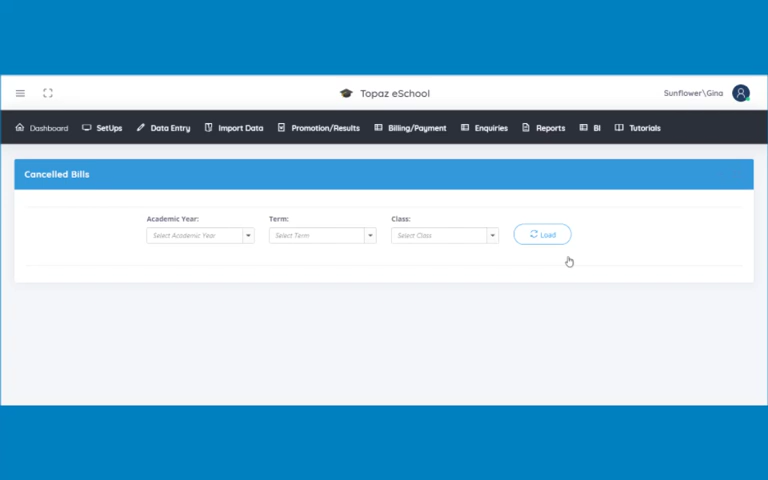 Topaz eSchool
Sunflower\Gina
Dashboard SetUps Data Entry Import Data Promotion/Results Billing/Payment Enquiries Reports BI Tutorials
Cancelled Bills
Academic Year: Term: Class:
Select Academic Year Select Term Select Class Load